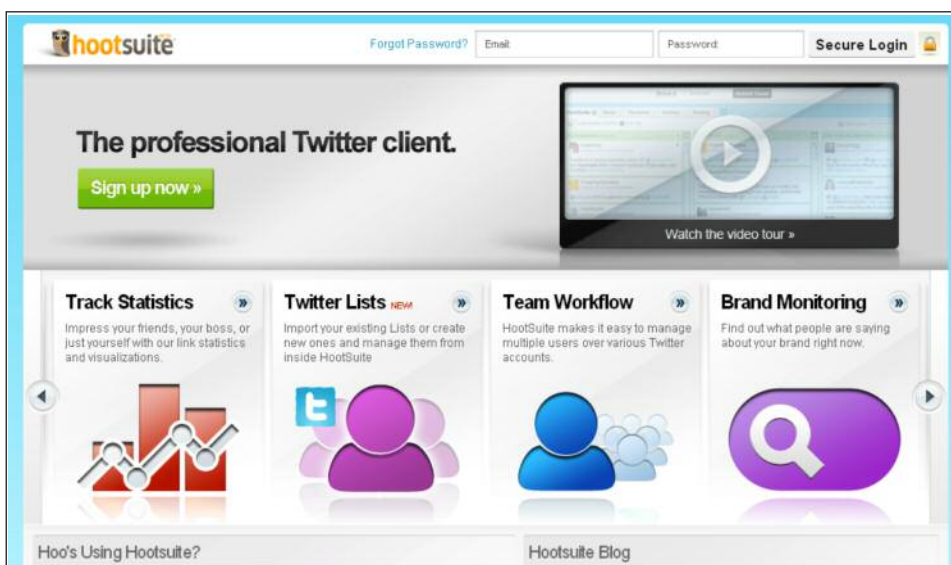 hootsuite
Forgot Password? Email: Password: Secure Login
The professional Twitter client.
Sign up now »
Watch the video tour »
Track Statistics »
Impress your friends, your boss, or
just yourself with our link statistics
and visualizations.
Twitter Lists NEW! »
Import your existing Lists or create
new ones and manage them from
inside HootSuite
Team Workflow »
HootSuite makes it easy to manage
multiple users over various Twitter
accounts.
Brand Monitoring »
Find out what people are saying
about your brand right now.
t
Hoo's Using Hootsuite?
Hootsuite Blog